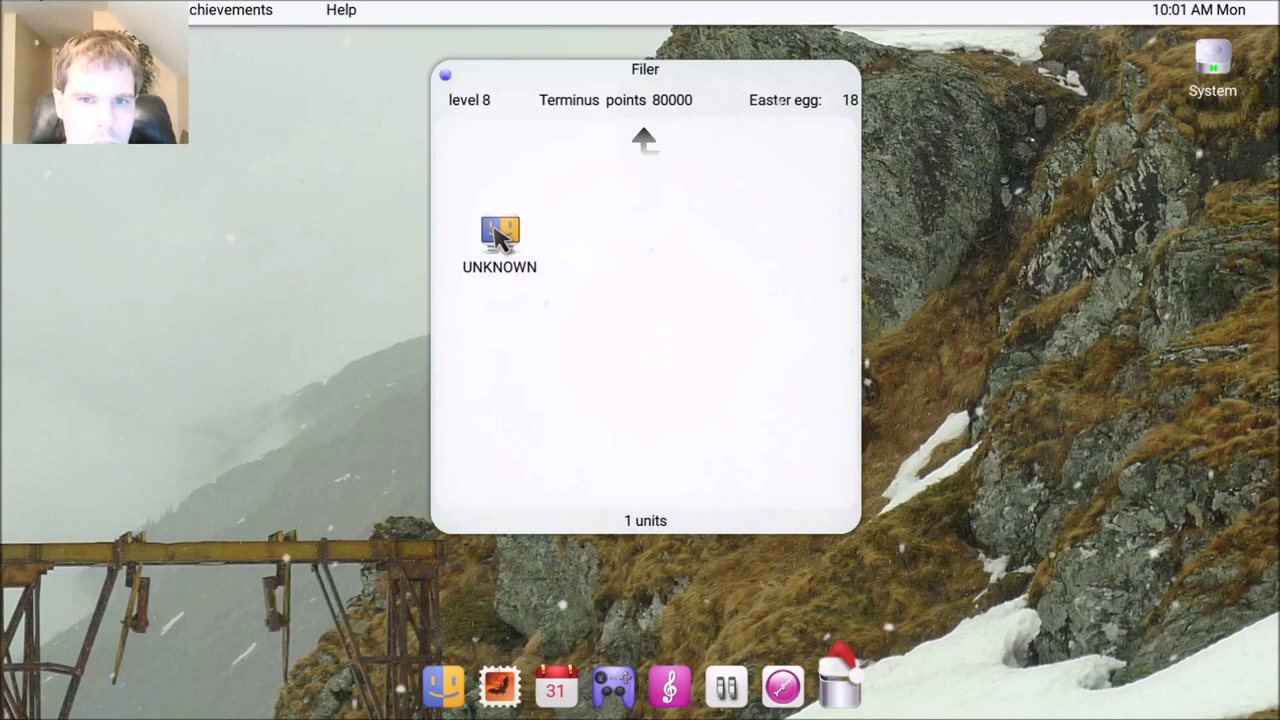 chievements Help 10:01 AM Mon
Filer
level 8 Terminus points 80000 Easter egg: 18
System
UNKNOWN
1 units
31